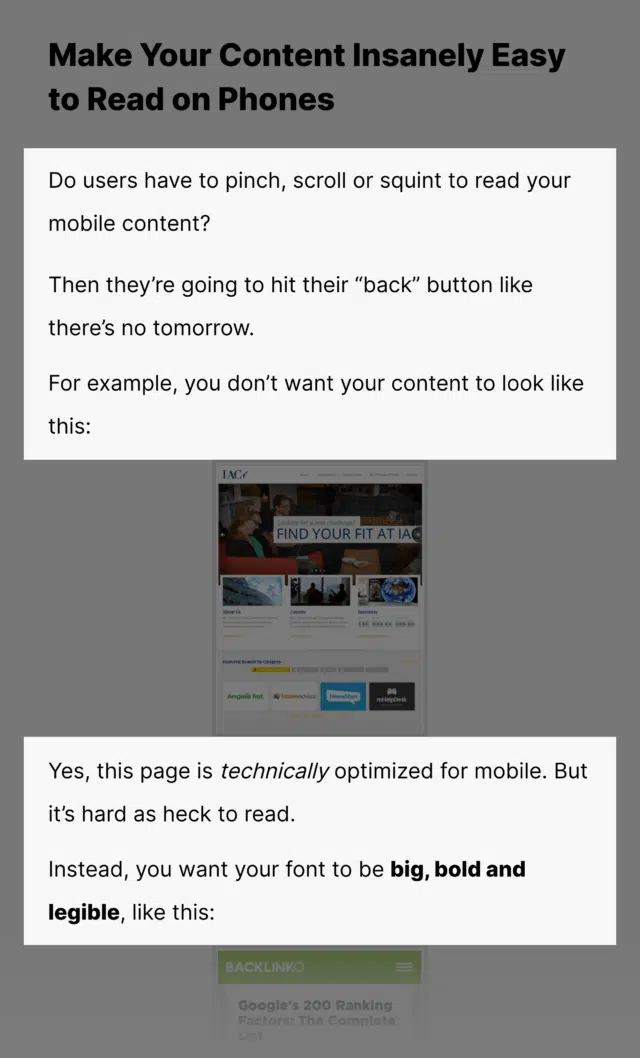 Make Your Content Insanely Easy
to Read on Phones
Do users have to pinch, scroll or squint to read your
mobile content?
Then they’re going to hit their “back” button like
there’s no tomorrow.
For example, you don’t want your content to look like
this:
IAC
Looking for a new challenge?
FIND YOUR FIT AT IAC
About Us
Careers
Angie's list
HomeAdvisor
mHelpDesk
Yes, this page is technically optimized for mobile. But
it’s hard as heck to read.
Instead, you want your font to be big, bold and
legible, like this:
BACKLINKO
Google's 200 Ranking
Factors: The Complete
List